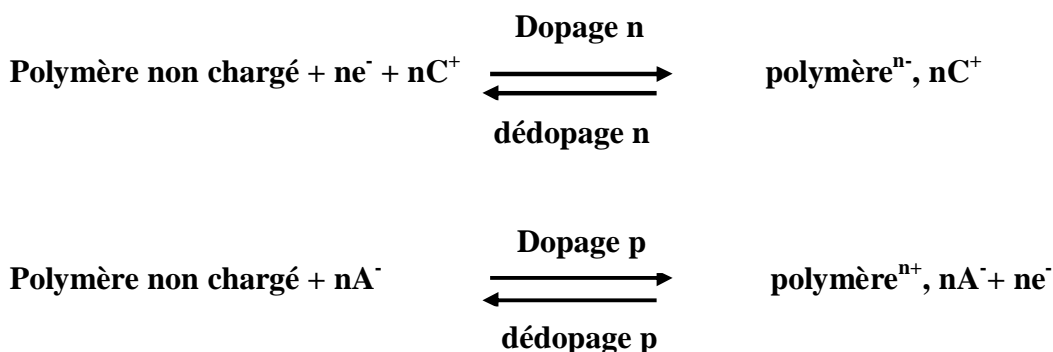 Dopage n
Polymère non chargé + ne⁻ + nC⁺ polymèreⁿ⁻, nC⁺
dédopage n
Dopage p
Polymère non chargé + nA⁻ polymèreⁿ⁺, nA⁻+ ne⁻
dédopage p